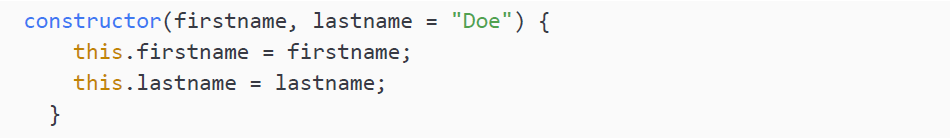 constructor(firstname, lastname = "Doe") {
    this.firstname = firstname;
    this.lastname = lastname;
  }